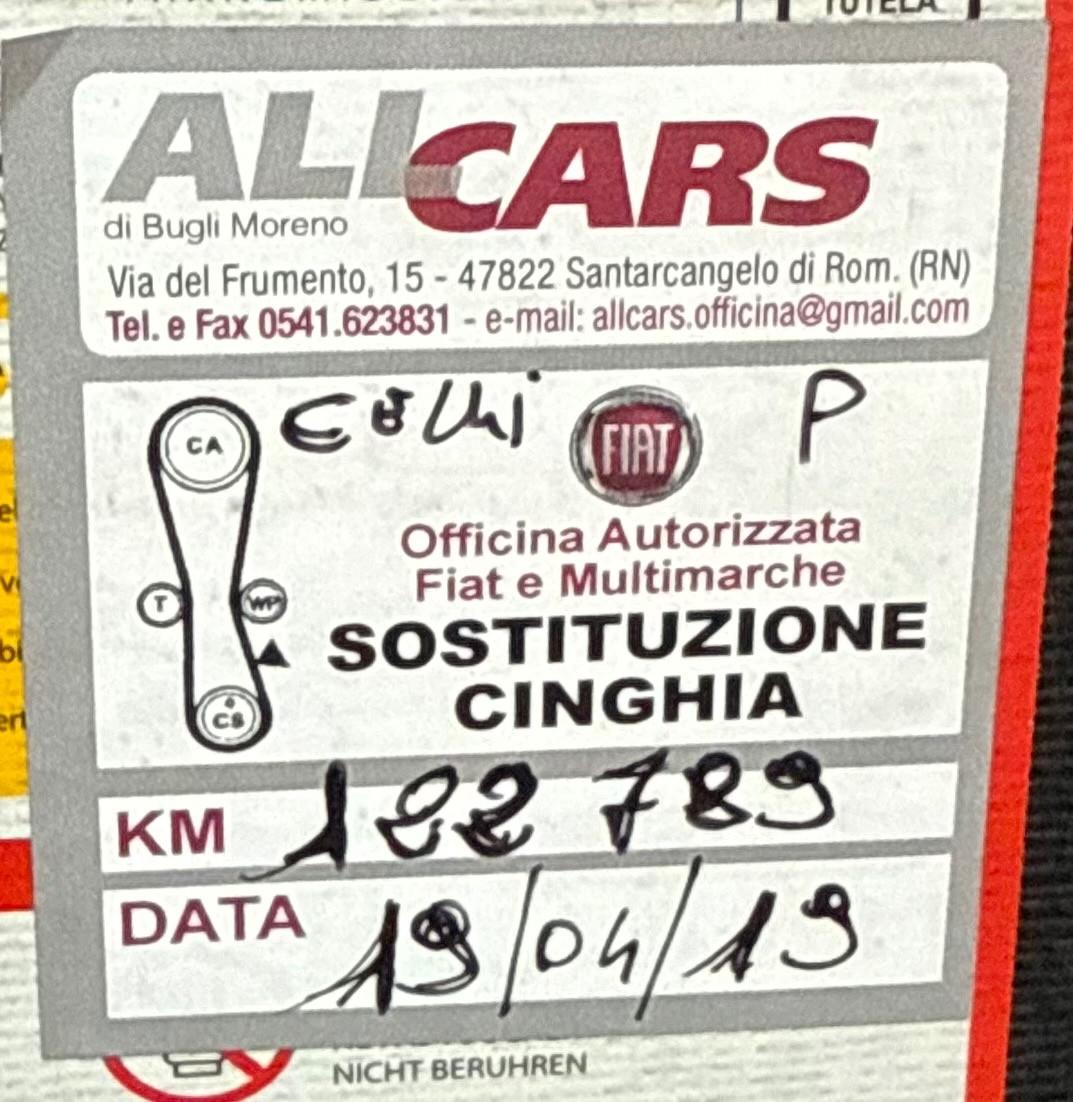 TUTELA
ALLCARS
di Bugli Moreno
Via del Frumento, 15 - 47822 Santarcangelo di Rom. (RN)
Tel. e Fax 0541.623831 - e-mail: allcars.officina@gmail.com
CA
FIAT P
Officina Autorizzata
Fiat e Multimarche
T WP
SOSTITUZIONE
CINGHIA
CS
KM 122 789
DATA 19/04/19
NICHT BERÜHREN